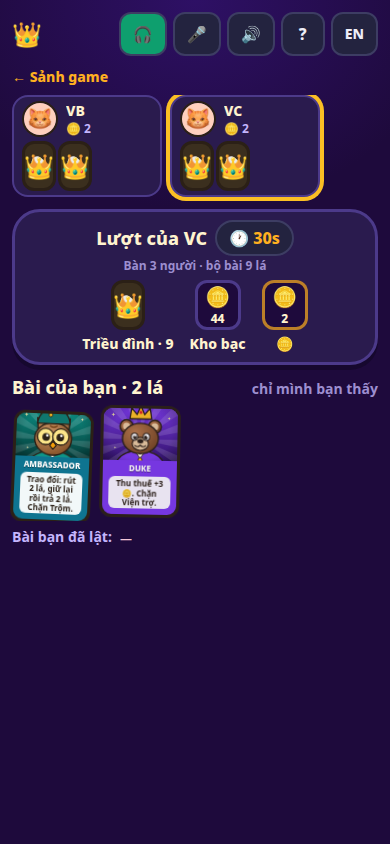 ?
EN
← Sảnh game
VB
2
VC
2
Lượt của VC
30s
Bàn 3 người · bộ bài 9 lá
44
2
Triều đình · 9
Kho bạc
Bài của bạn · 2 lá
chỉ mình bạn thấy
AMBASSADOR
Trao đổi: rút
2 lá, giữ lại
rồi trả 2 lá.
Chặn Trộm.
DUKE
Thu thuế +3
. Chặn
Viện trợ.
Bài bạn đã lật: —